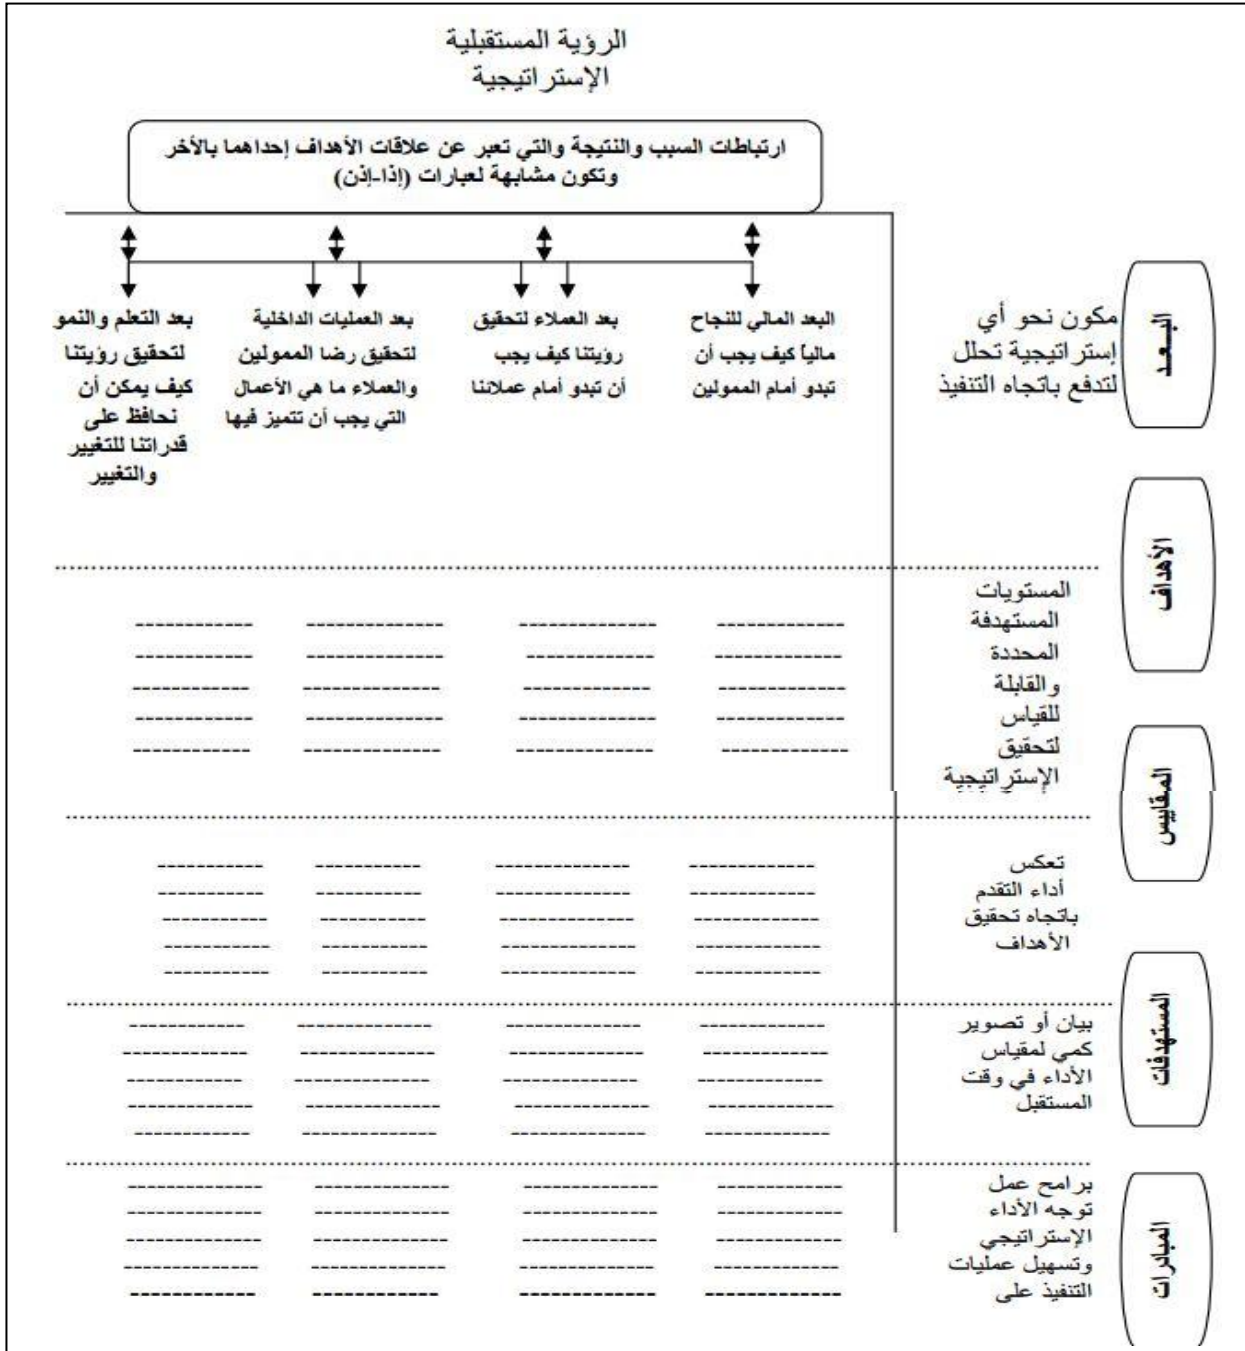 الرؤية المستقبلية
الإستراتيجية
ارتباطات السبب والنتيجة والتي تعبر عن علاقات الأهداف إحداهما بالأخر
وتكون مشابهة لعبارات (إذا-إذن)
البـعـد
مكون نحو أي
إستراتيجية تحلل
لتدفع باتجاه التنفيذ
البعد المالي للنجاح
مالياً كيف يجب أن
تبدو أمام الممولين
بعد العملاء لتحقيق
رؤيتنا كيف يجب
أن تبدو أمام عملائنا
بعد العمليات الداخلية
لتحقيق رضا الممولين
والعملاء ما هي الأعمال
التي يجب أن تتميز فيها
بعد التعلم والنمو
لتحقيق رؤيتنا
كيف يمكن أن
نحافظ على
قدراتنا للتغيير
والتغيير
الأهداف
المستويات
المستهدفة
المحددة
والقابلة
للقياس
لتحقيق
الإستراتيجية
المقاييس
تعكس
أداء التقدم
باتجاه تحقيق
الأهداف
المستهدفات
بيان أو تصوير
كمي لمقياس
الأداء في وقت
المستقبل
المبادرات
برامج عمل
توجه الأداء
الإستراتيجي
وتسهيل عمليات
التنفيذ على